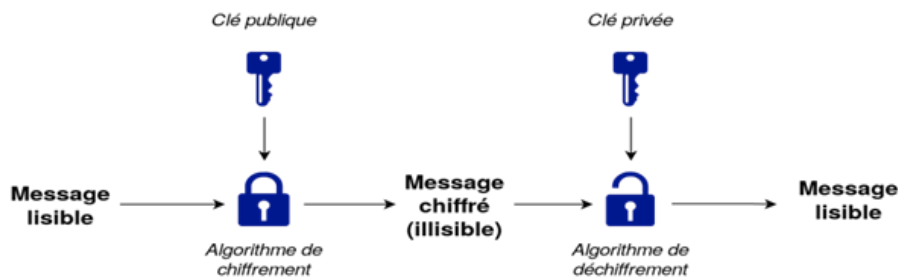 Clé publique
Clé privée
Message
lisible
Message
chiffré
(illisible)
Message
lisible
Algorithme de
chiffrement
Algorithme de
déchiffrement